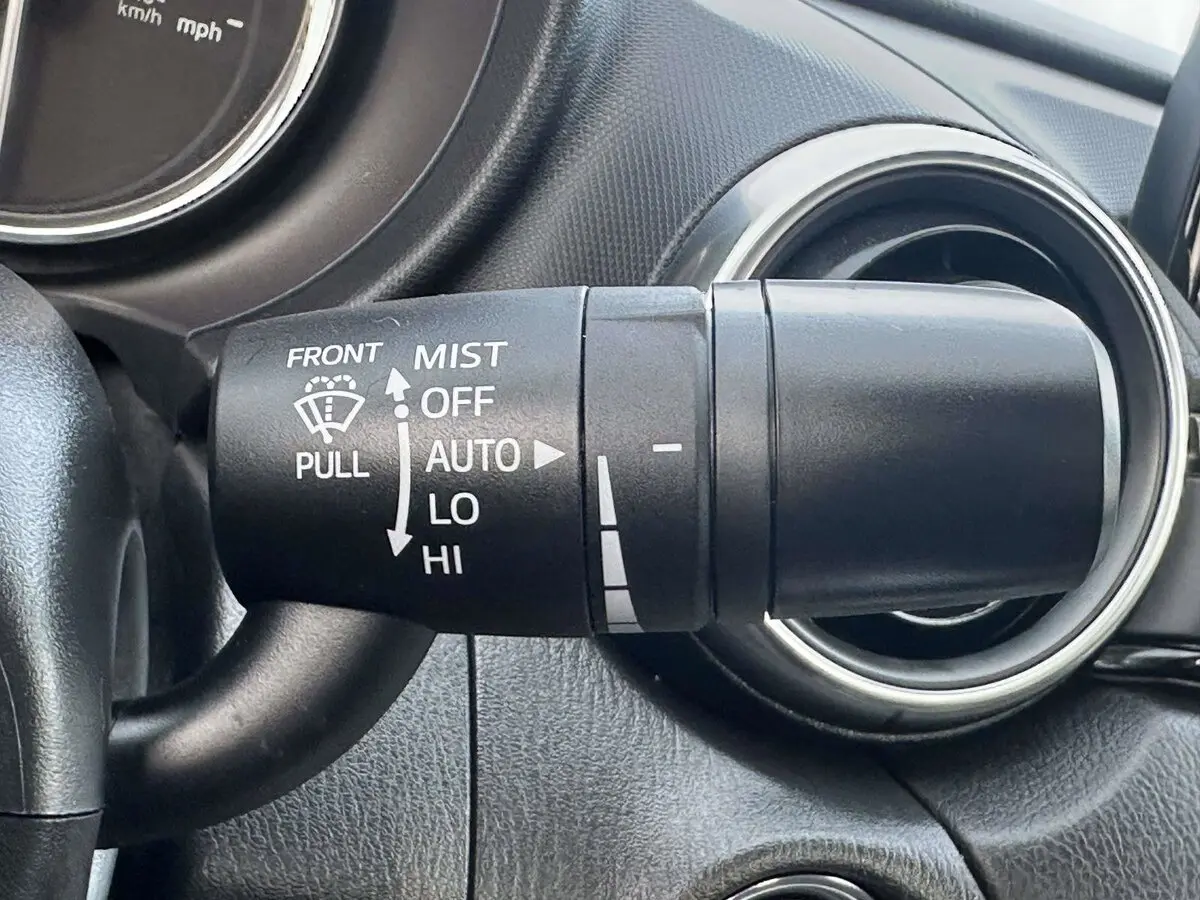 km/h mph
FRONT
PULL
MIST
OFF
AUTO
LO
HI